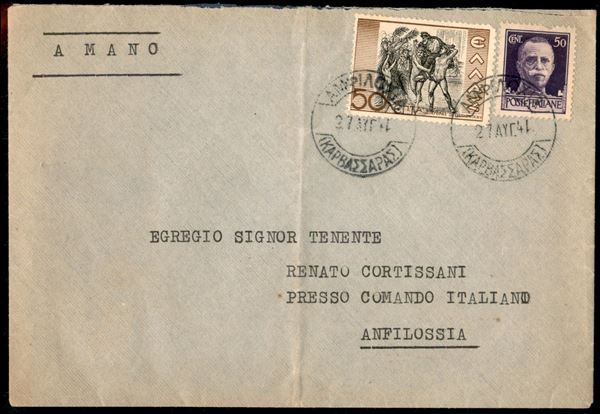 A MANO
50
ΕΛΛΑΣ
CENT. 50
POSTE ITALIANE
27 ΑΥΓ 41
(ΚΑΡΒΑΣΣΑΡΑΣ)
27 ΑΥΓ 41
(ΚΑΡΒΑΣΣΑΡΑΣ)
EGREGIO SIGNOR TENENTE
RENATO CORTISSANI
PRESSO COMANDO ITALIANO
ANFILOSSIA